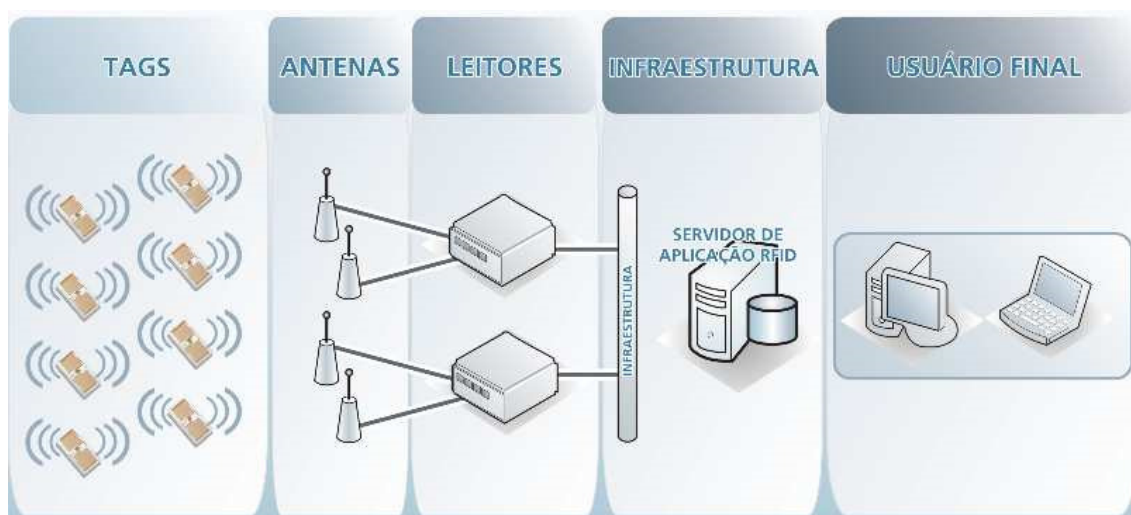 TAGS
ANTENAS
LEITORES
INFRAESTRUTURA
USUÁRIO FINAL
SERVIDOR DE
APLICAÇÃO RFID
INFRAESTRUTURA